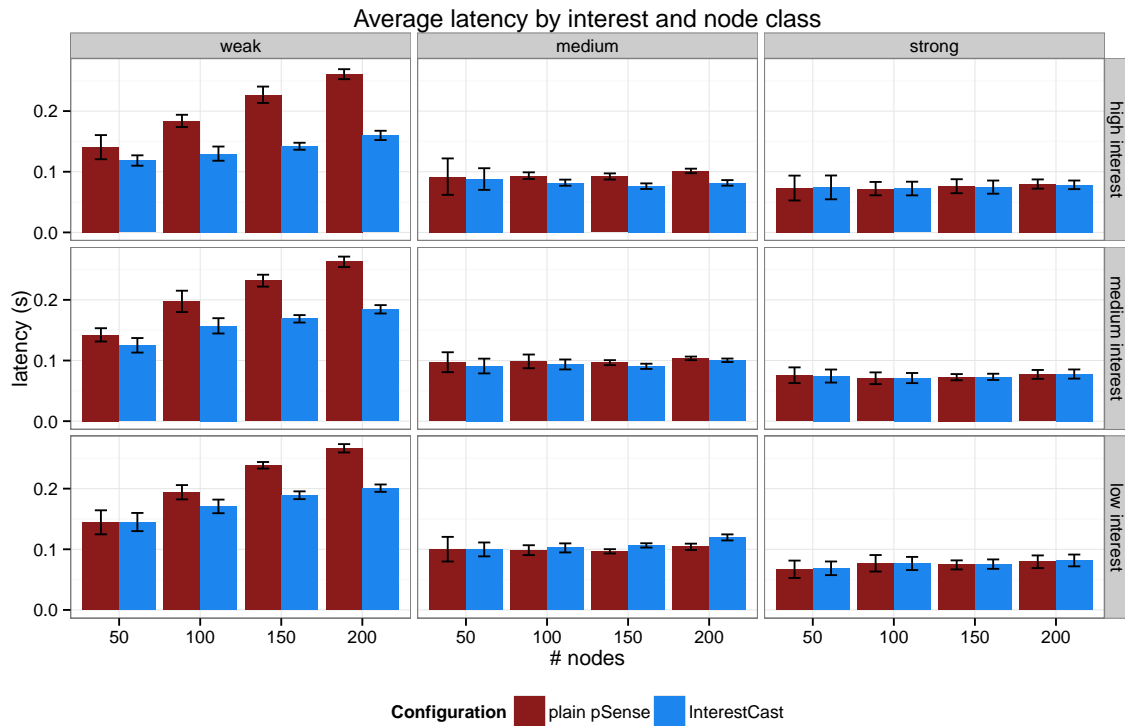 Average latency by interest and node class
weak medium strong
0.2
0.1
0.0
high interest
0.2
0.1
0.0
medium interest
0.2
0.1
0.0
low interest
latency (s)
50 100 150 200 50 100 150 200 50 100 150 200
# nodes
Configuration plain pSense InterestCast